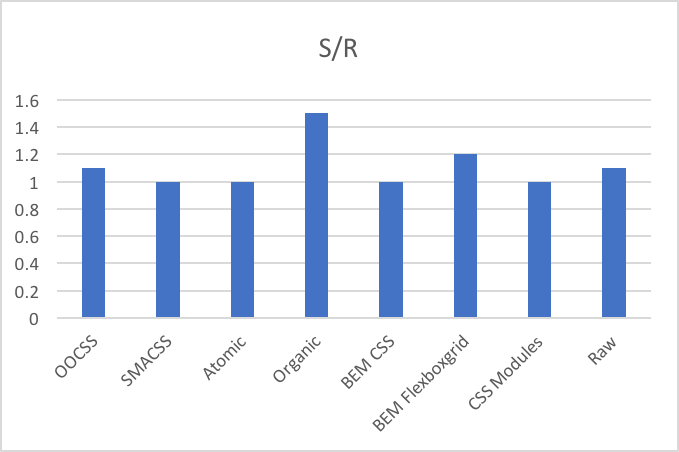 S/R
1.6
1.4
1.2
1
0.8
0.6
0.4
0.2
0
OOCSS
SMACSS
Atomic
Organic
BEM CSS
BEM Flexboxgrid
CSS Modules
Raw